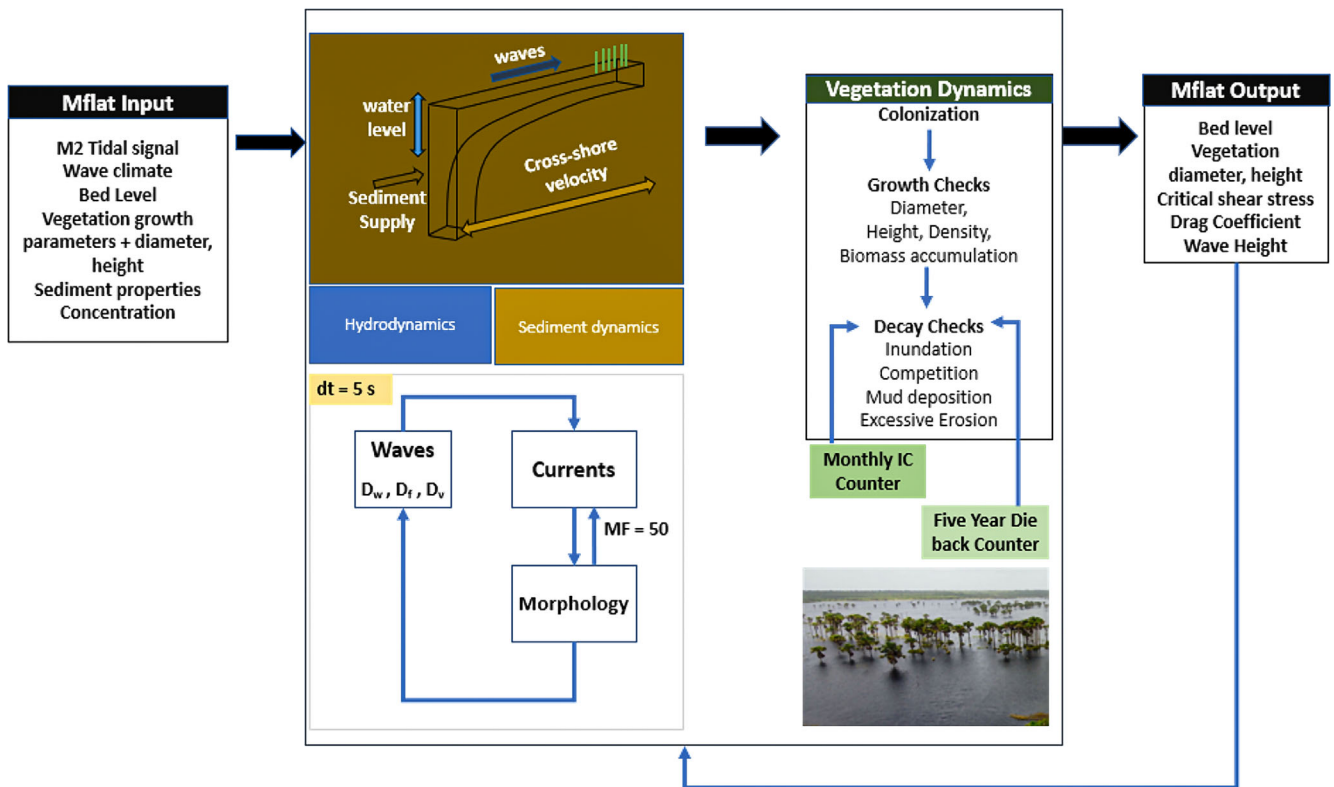 Mflat Input
M2 Tidal signal
Wave climate
Bed Level
Vegetation growth
parameters + diameter,
height
Sediment properties
Concentration
waves
water
level
Sediment
Supply
Cross-shore
velocity
Hydrodynamics
Sediment dynamics
dt = 5 s
Waves
Dw , Df , Dv
Currents
MF = 50
Morphology
Vegetation Dynamics
Colonization
Growth Checks
Diameter,
Height, Density,
Biomass accumulation
Decay Checks
Inundation
Competition
Mud deposition
Excessive Erosion
Monthly IC
Counter
Five Year Die
back Counter
Mflat Output
Bed level
Vegetation
diameter, height
Critical shear stress
Drag Coefficient
Wave Height